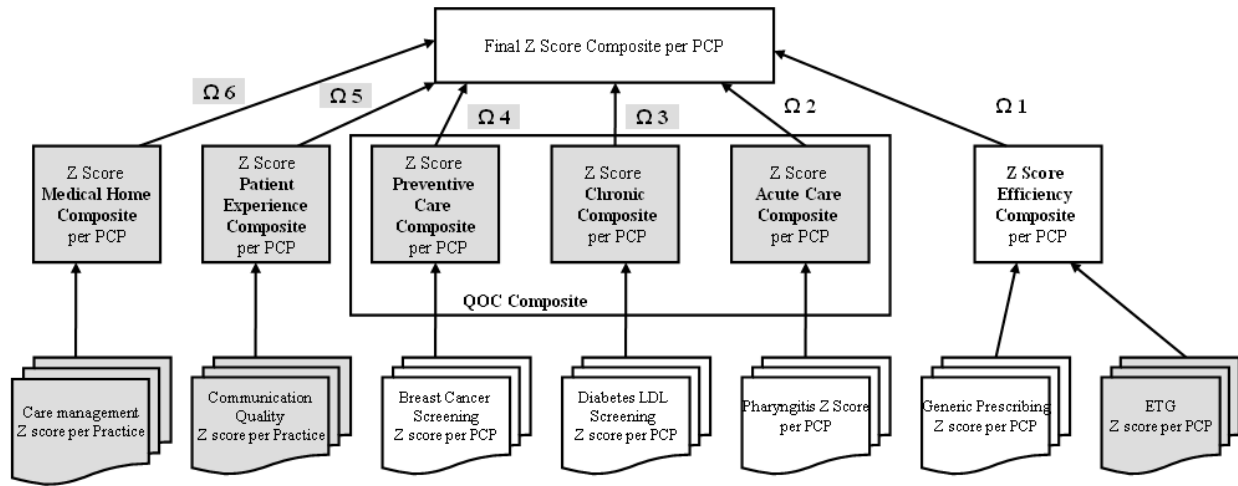 Final Z Score Composite per PCP
Ω 6
Ω 5
Ω 4
Ω 3
Ω 2
Ω 1
Z Score
Medical Home
Composite
per PCP
Z Score
Patient
Experience
Composite
per PCP
Z Score
Preventive
Care
Composite
per PCP
Z Score
Chronic
Composite
per PCP
Z Score
Acute Care
Composite
per PCP
Z Score
Efficiency
Composite
per PCP
QOC Composite
Care management
Z score per Practice
Communication
Quality
Z score per Practice
Breast Cancer
Screening
Z score per PCP
Diabetes LDL
Screening
Z score per PCP
Pharyngitis Z Score
per PCP
Generic Prescribing
Z score per PCP
ETG
Z score per PCP